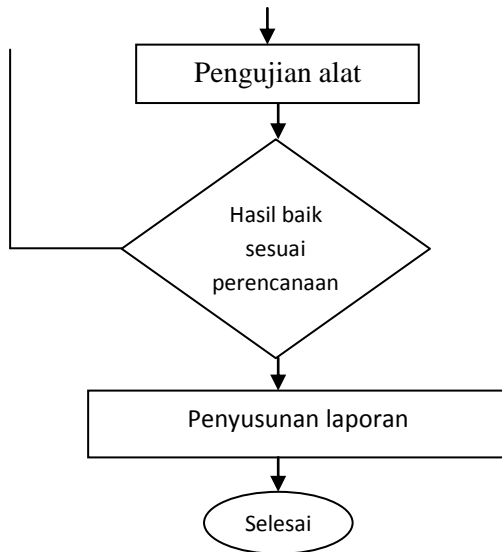 Pengujian alat
Hasil baik
sesuai
perencanaan
Penyusunan laporan
Selesai